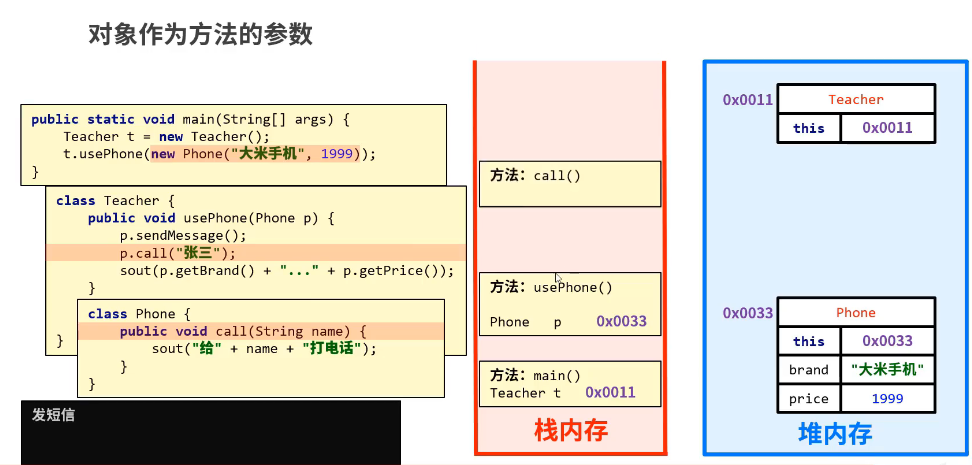 对象作为方法的参数
public static void main(String[] args) {
Teacher t = new Teacher();
t.usePhone(new Phone("大米手机", 1999));
}
class Teacher {
public void usePhone(Phone p) {
p.sendMessage();
p.call("张三");
sout(p.getBrand() + "..." + p.getPrice());
}
}
class Phone {
public void call(String name) {
sout("给" + name + "打电话");
}
}
发短信
方法：call()
方法：usePhone()
Phone p 0x0033
方法：main()
Teacher t 0x0011
栈内存
0x0011
Teacher
this 0x0011
0x0033
Phone
this 0x0033
brand "大米手机"
price 1999
堆内存